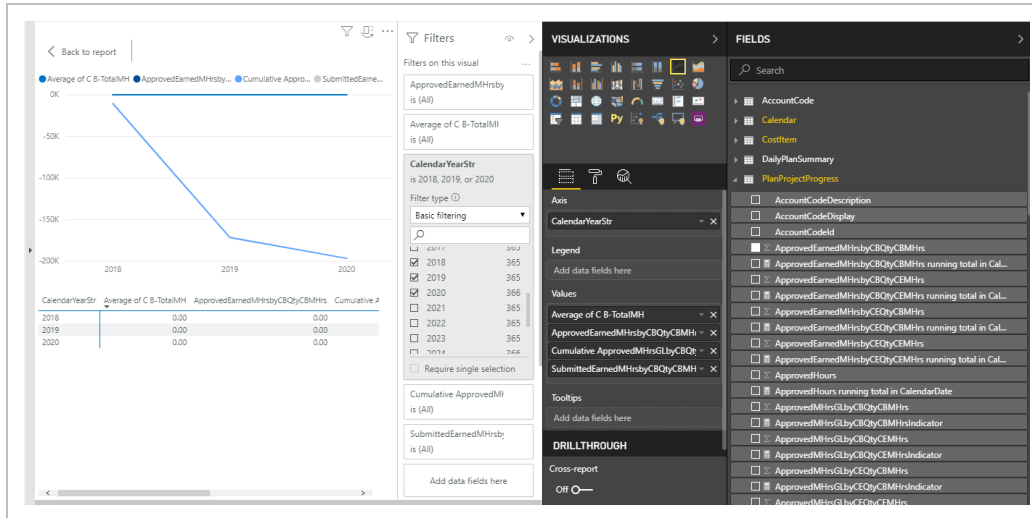 Back to report
Average of C B-TotalMH ApprovedEarnedMHrsby... Cumulative Appro... SubmittedEarne...
0K
-50K
-100K
-150K
-200K
2018 2019 2020
CalendarYearStr Average of C B-TotalMH ApprovedEarnedMHrsbyCBQtyCBMHrs Cumulative A
2018 0.00 0.00
2019 0.00 0.00
2020 0.00 0.00
Filters
Filters on this visual
ApprovedEarnedMHrsby
is (All)
Average of C B-TotalMH
is (All)
CalendarYearStr
is 2018, 2019, or 2020
Filter type
Basic filtering
2017 365
2018 365
2019 365
2020 366
2021 365
2022 365
2023 365
2024 366
Require single selection
Cumulative ApprovedMH
is (All)
SubmittedEarnedMHrsby
is (All)
Add data fields here
VISUALIZATIONS
Py
Axis
CalendarYearStr
Legend
Add data fields here
Values
Average of C B-TotalMH
ApprovedEarnedMHrsbyCBQtyCBMH
Cumulative ApprovedMHrsGLbyCBQt
SubmittedEarnedMHrsbyCBQtyCBMH
Tooltips
Add data fields here
DRILLTHROUGH
Cross-report
Off
FIELDS
Search
AccountCode
Calendar
CostItem
DailyPlanSummary
PlanProjectProgress
AccountCodeDescription
AccountCodeDisplay
AccountCodeId
ApprovedEarnedMHrsbyCBQtyCBMHrs
ApprovedEarnedMHrsbyCBQtyCBMHrs running total in Cal...
ApprovedEarnedMHrsbyCBQtyCEMHrs
ApprovedEarnedMHrsbyCBQtyCEMHrs running total in Cal...
ApprovedEarnedMHrsbyCEQtyCBMHrs
ApprovedEarnedMHrsbyCEQtyCBMHrs running total in Cal...
ApprovedEarnedMHrsbyCEQtyCEMHrs
ApprovedEarnedMHrsbyCEQtyCEMHrs running total in Cal...
ApprovedHours
ApprovedHours running total in CalendarDate
ApprovedMHrsGLbyCBQtyCBMHrs
ApprovedMHrsGLbyCBQtyCBMHrsIndicator
ApprovedMHrsGLbyCBQtyCEMHrs
ApprovedMHrsGLbyCBQtyCEMHrsIndicator
ApprovedMHrsGLbyCEQtyCBMHrs
ApprovedMHrsGLbyCEQtyCBMHrsIndicator
ApprovedMHrsGLbyCEQtyCEMHrs